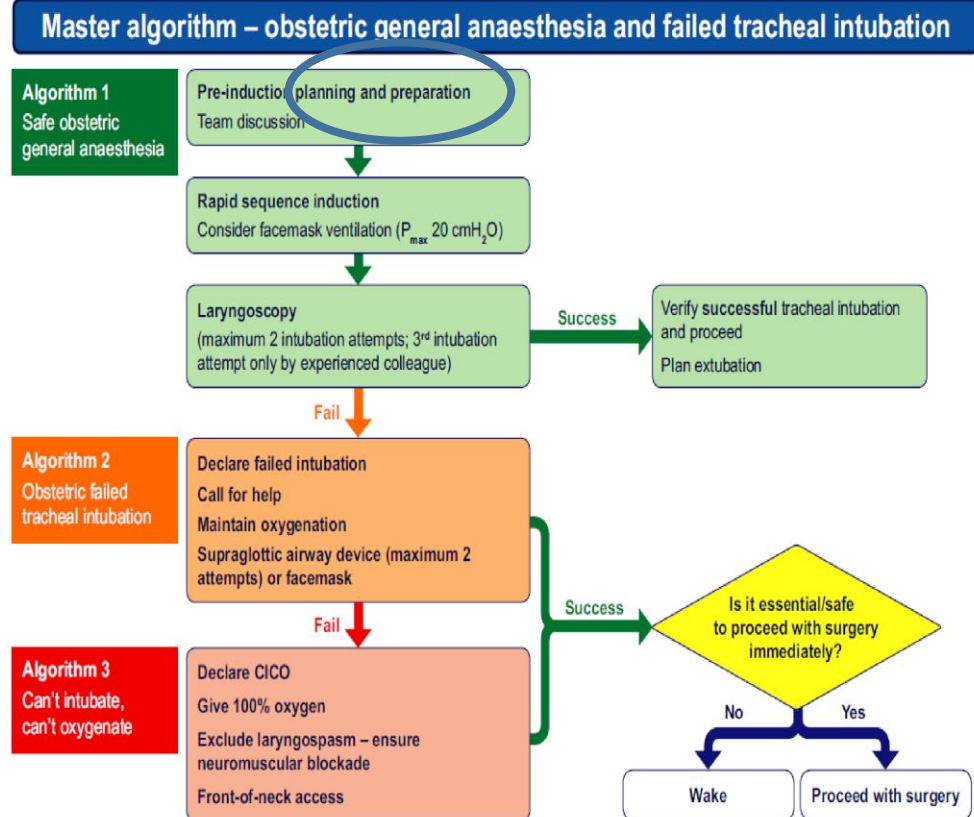 Master algorithm – obstetric general anaesthesia and failed tracheal intubation
Algorithm 1
Safe obstetric
general anaesthesia
Pre-induction planning and preparation
Team discussion
Rapid sequence induction
Consider facemask ventilation (Pmax 20 cmH2O)
Laryngoscopy
(maximum 2 intubation attempts; 3rd intubation
attempt only by experienced colleague)
Success
Verify successful tracheal intubation
and proceed
Plan extubation
Fail
Algorithm 2
Obstetric failed
tracheal intubation
Declare failed intubation
Call for help
Maintain oxygenation
Supraglottic airway device (maximum 2
attempts) or facemask
Success
Is it essential/safe
to proceed with surgery
immediately?
Fail
Algorithm 3
Can't intubate,
can't oxygenate
Declare CICO
Give 100% oxygen
Exclude laryngospasm – ensure
neuromuscular blockade
Front-of-neck access
No
Yes
Wake
Proceed with surgery